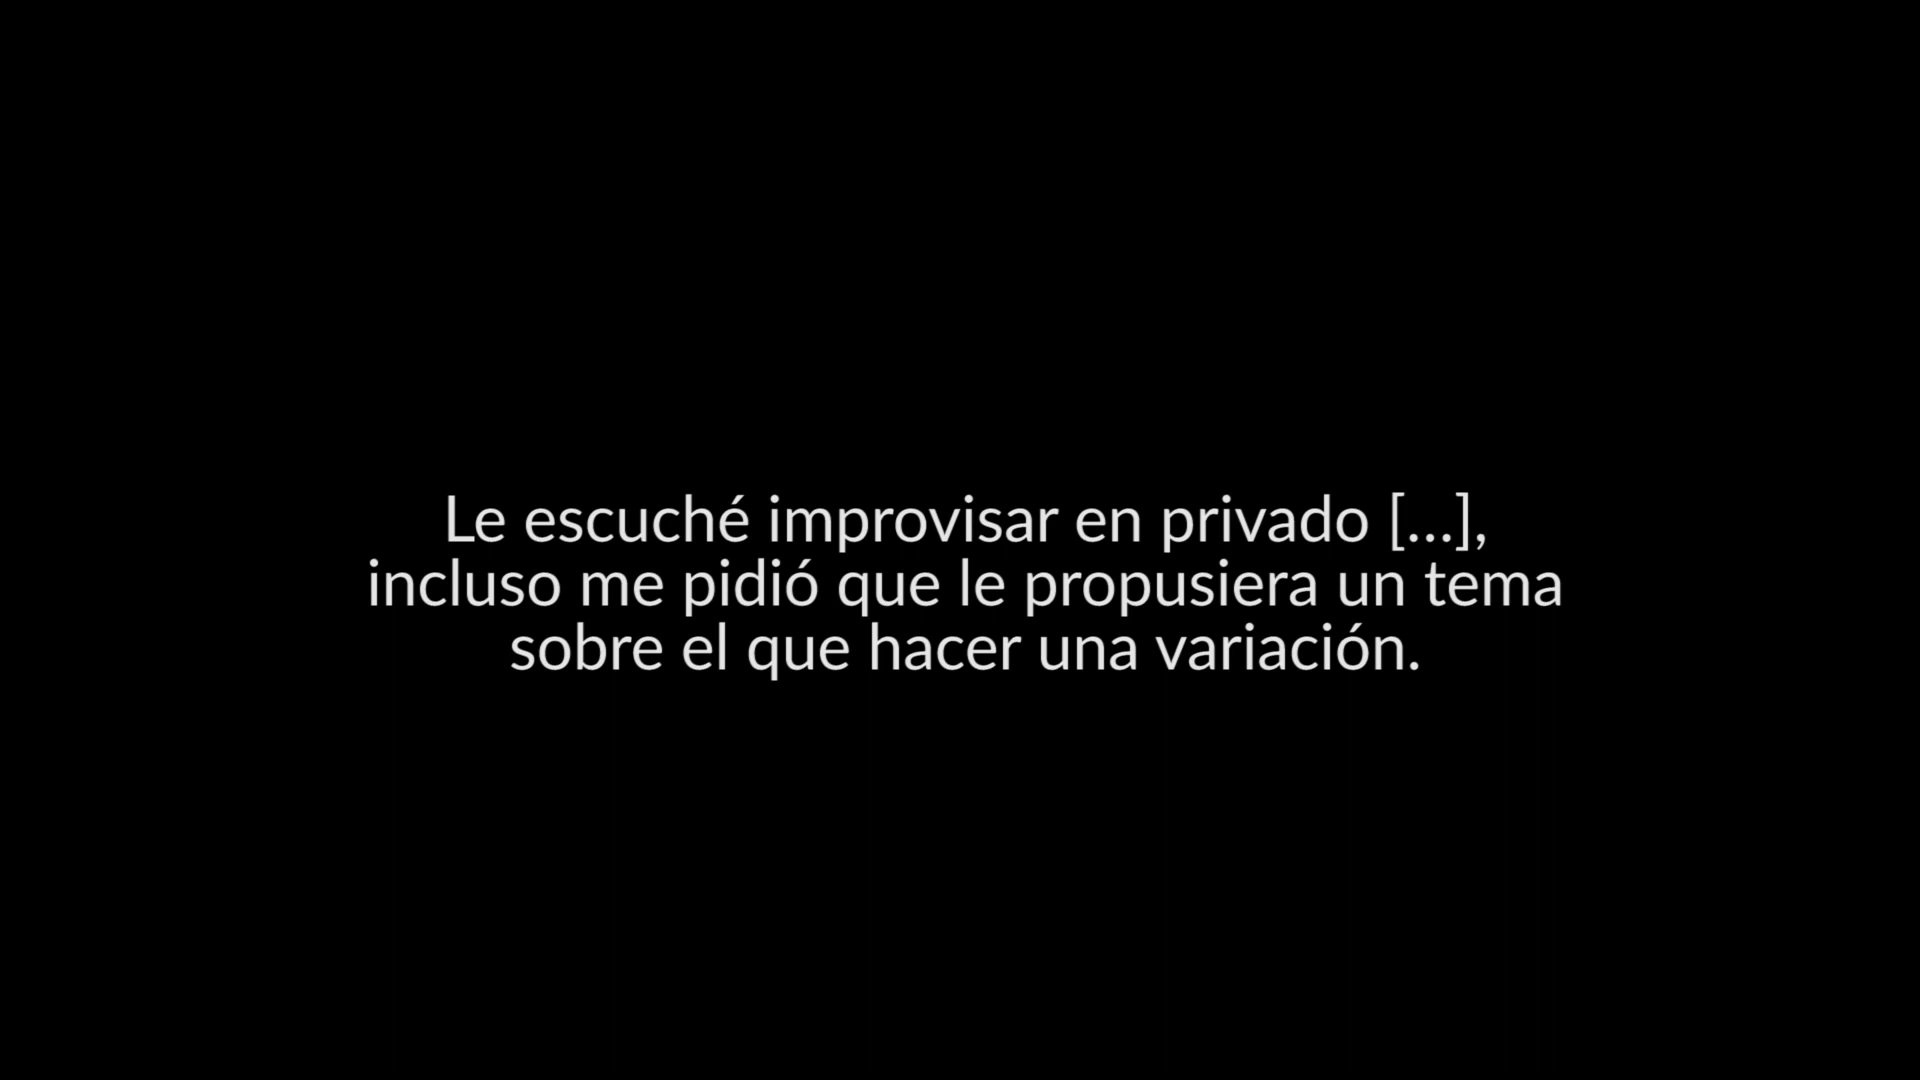 Le escuché improvisar en privado [...],
incluso me pidió que le propusiera un tema
sobre el que hacer una variación.